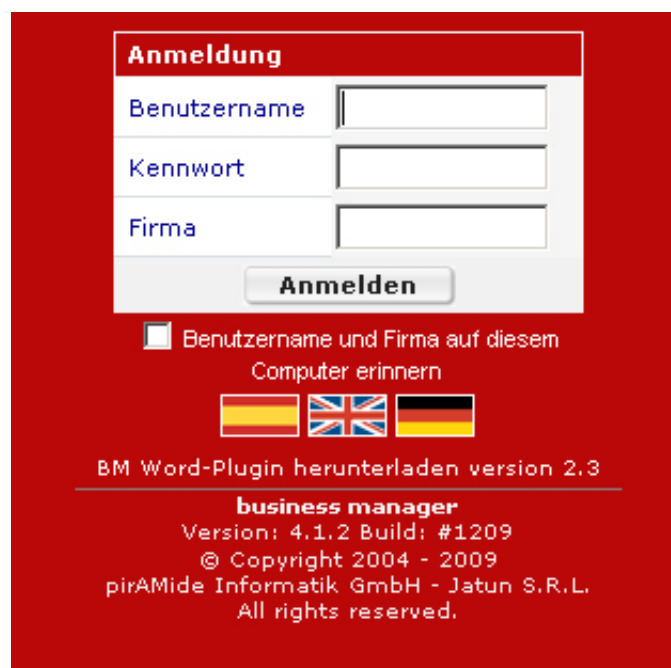 Anmeldung
Benutzername
Kennwort
Firma
Anmelden
Benutzername und Firma auf diesem
Computer erinnern
BM Word-Plugin herunterladen version 2.3
business manager
Version: 4.1.2 Build: #1209
© Copyright 2004 - 2009
pirAMide Informatik GmbH - Jatun S.R.L.
All rights reserved.